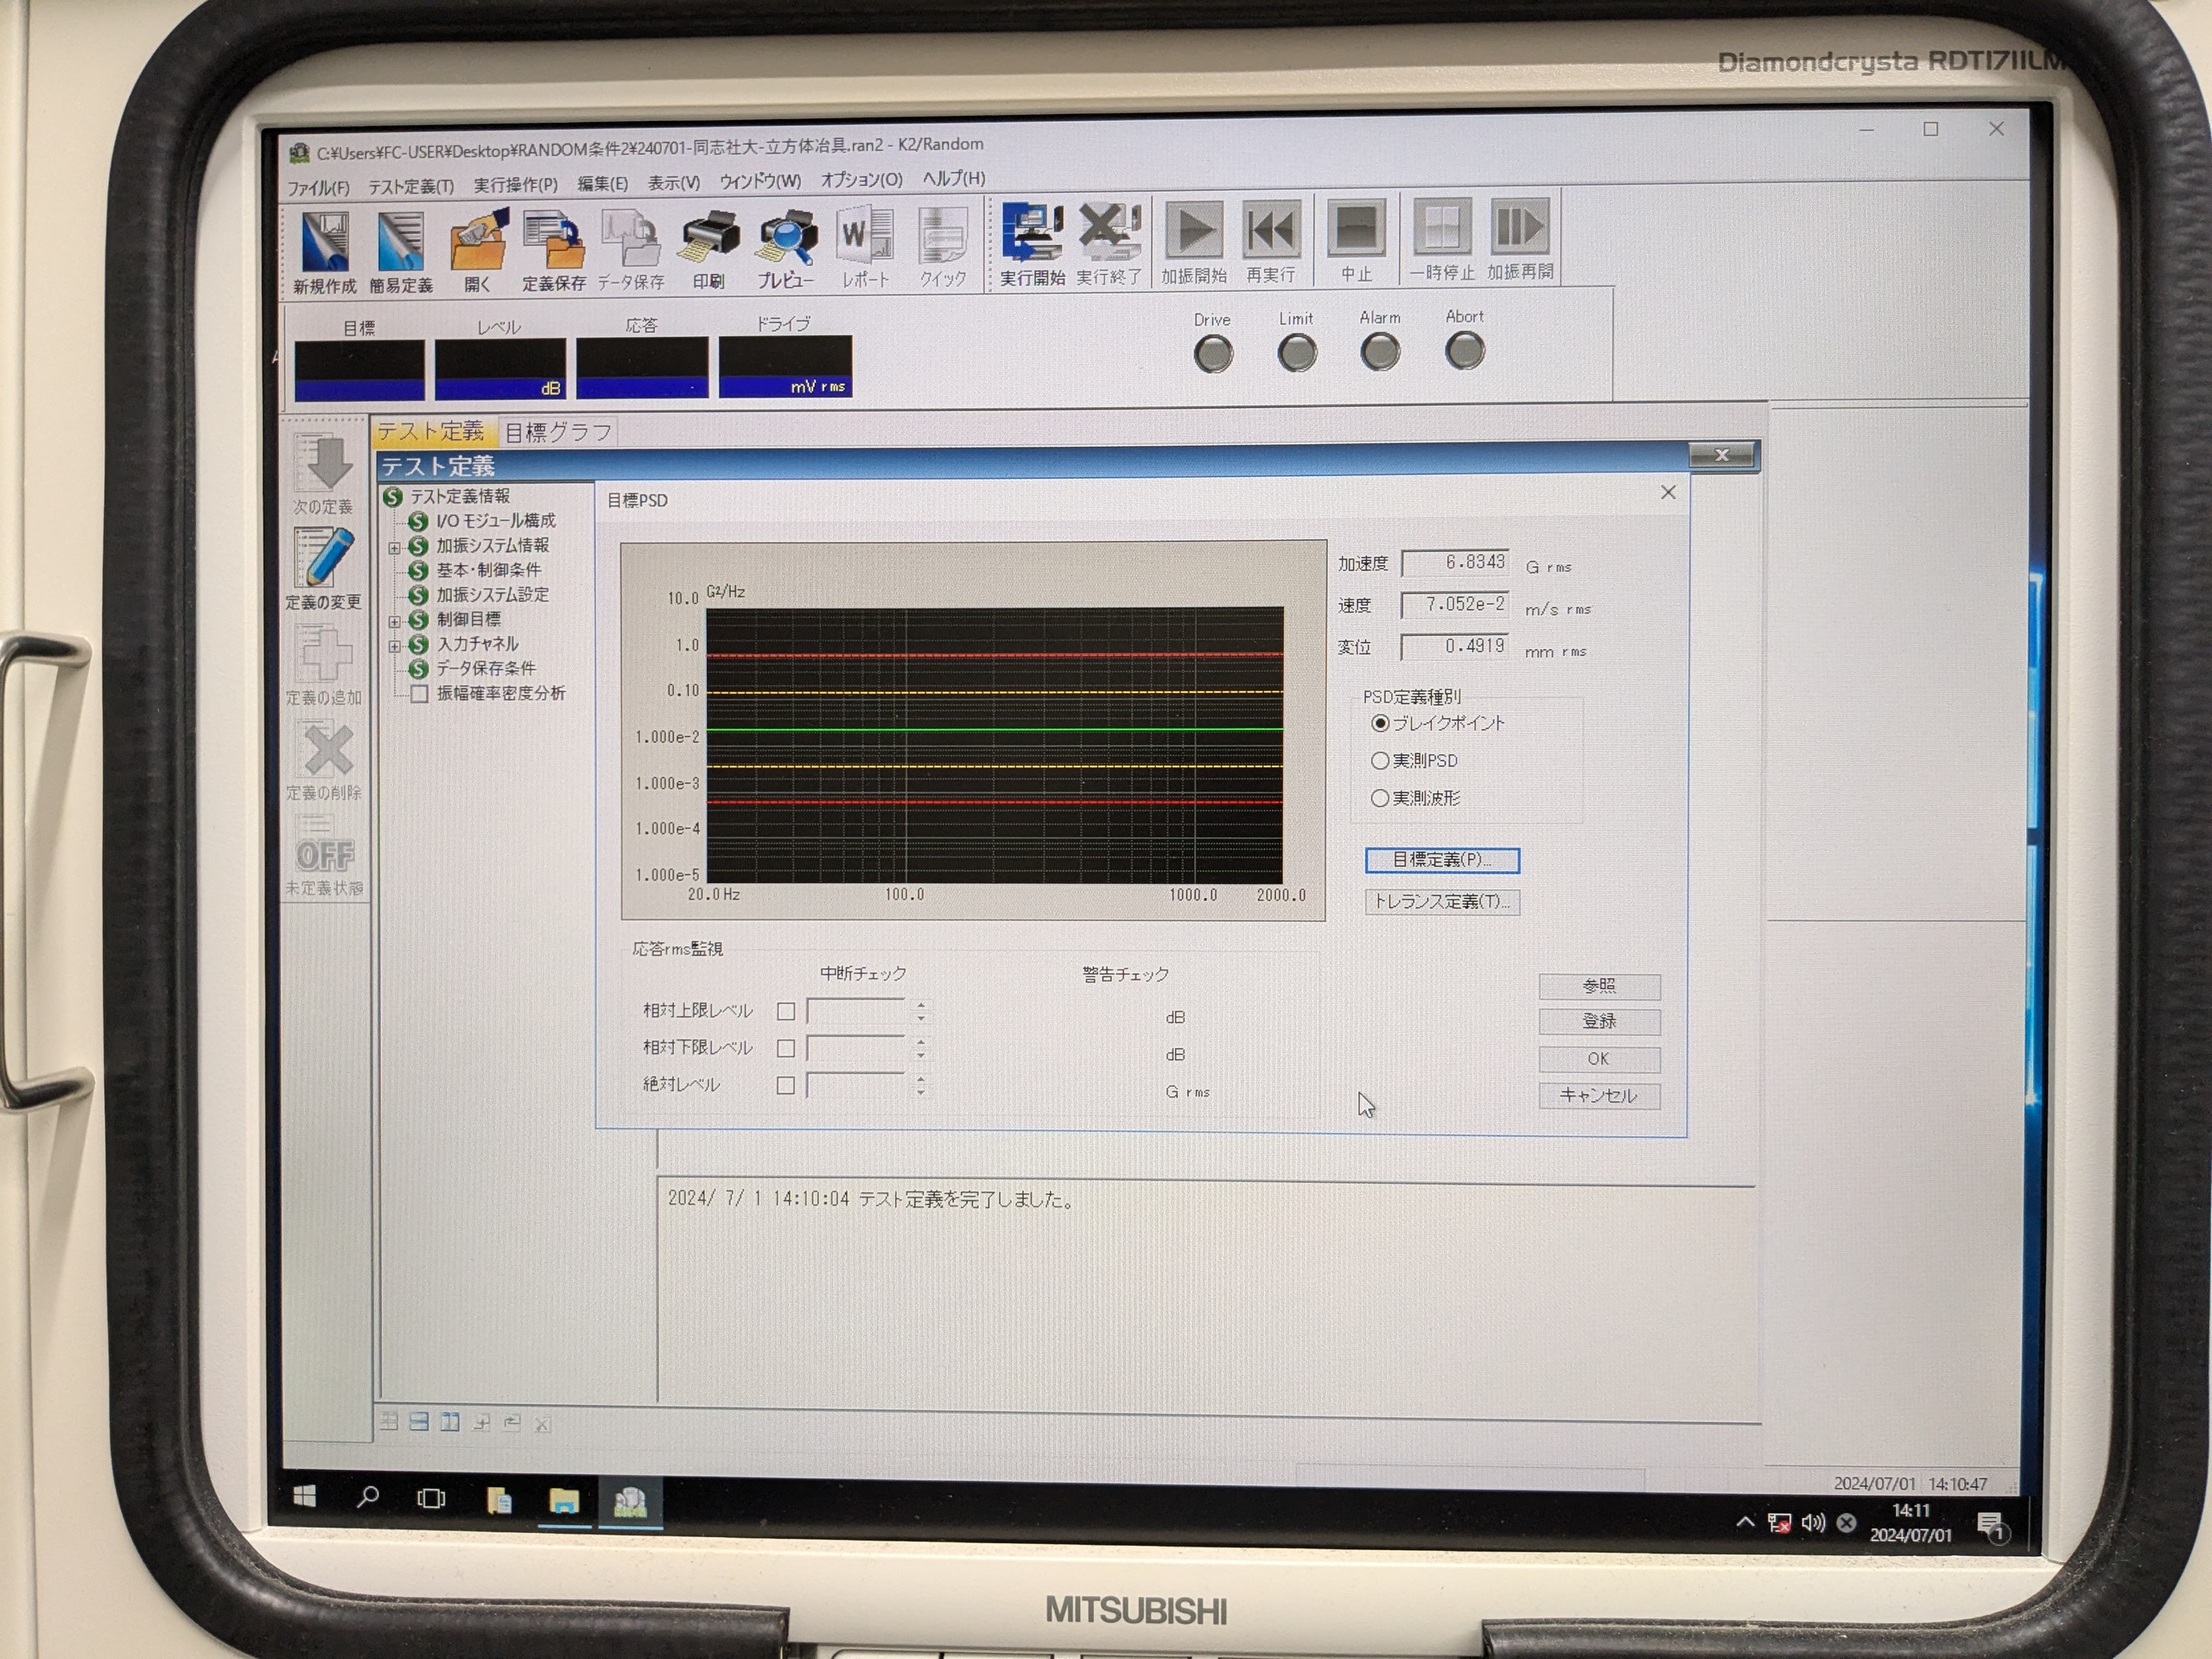 Diamondcrysta RDT1711LM
C:¥Users¥FC-USER¥Desktop¥RANDOM条件2¥240701-同志社大-立方体治具.ran2 - K2/Random
ファイル(F) テスト定義(T) 実行操作(P) 編集(E) 表示(V) ウィンドウ(W) オプション(O) ヘルプ(H)
新規作成 簡易定義 開く 定義保存 データ保存 印刷 プレビュー レポート クイック 実行開始 実行終了 加振開始 再実行 中止 一時停止 加振再開
目標 レベル 応答 ドライブ Drive Limit Alarm Abort
dB mV rms
テスト定義 目標グラフ
テスト定義
次の定義
定義の変更
定義の追加
定義の削除
OFF
未定義状態
テスト定義情報
I/O モジュール構成
加振システム情報
基本・制御条件
加振システム設定
制御目標
入力チャネル
データ保存条件
振幅確率密度分析
目標PSD
G²/Hz
10.0
1.0
0.10
1.000e-2
1.000e-3
1.000e-4
1.000e-5
20.0 Hz 100.0 1000.0 2000.0
加速度 6.8343 G rms
速度 7.052e-2 m/s rms
変位 0.4919 mm rms
PSD定義種別
ブレイクポイント
実測PSD
実測波形
目標定義(P)...
トレランス定義(T)...
応答rms監視
中断チェック 警告チェック
相対上限レベル dB
相対下限レベル dB
絶対レベル G rms
参照
登録
OK
キャンセル
2024/ 7/ 1 14:10:04 テスト定義を完了しました。
2024/07/01 14:10:47
14:11
2024/07/01
1
MITSUBISHI